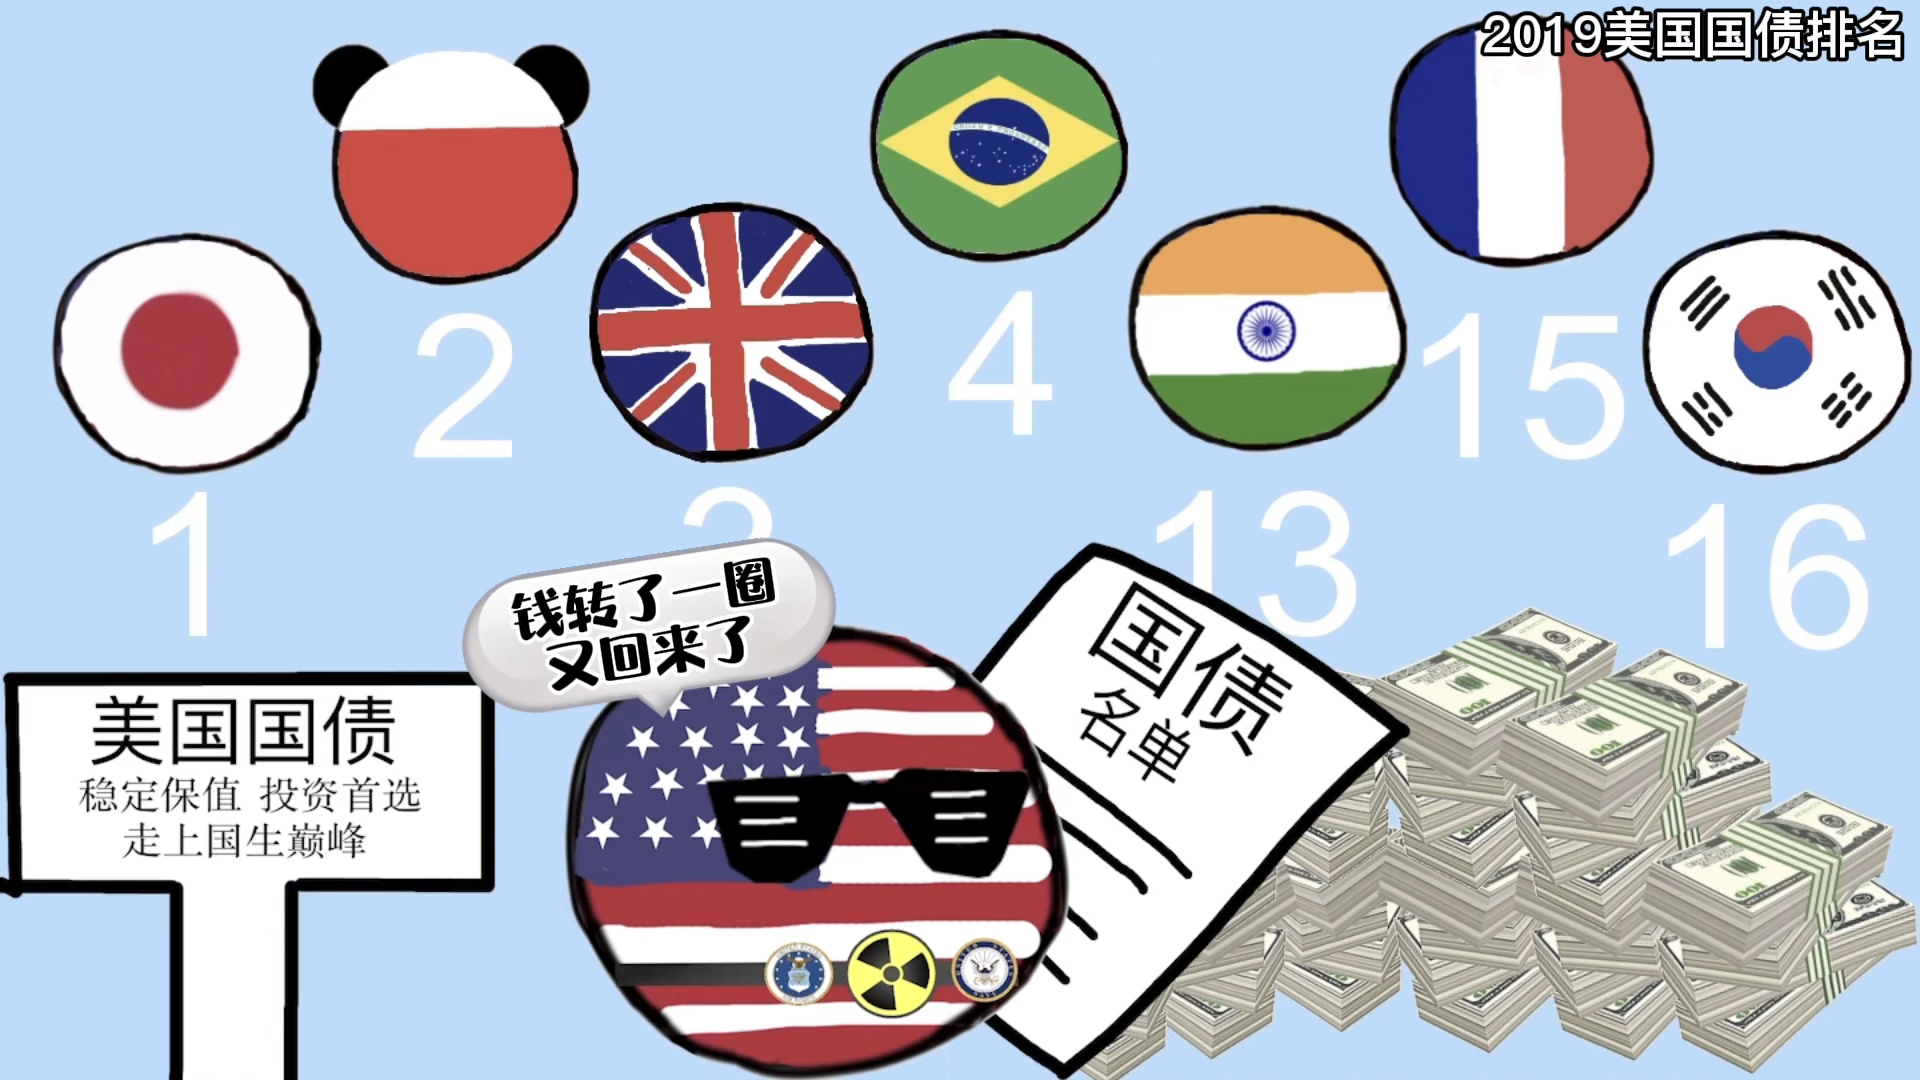 2019美国国债排名
1
2
3
4
13
15
16
钱转了一圈
又回来了
美国国债
稳定保值 投资首选
走上国生巅峰
国债
名单